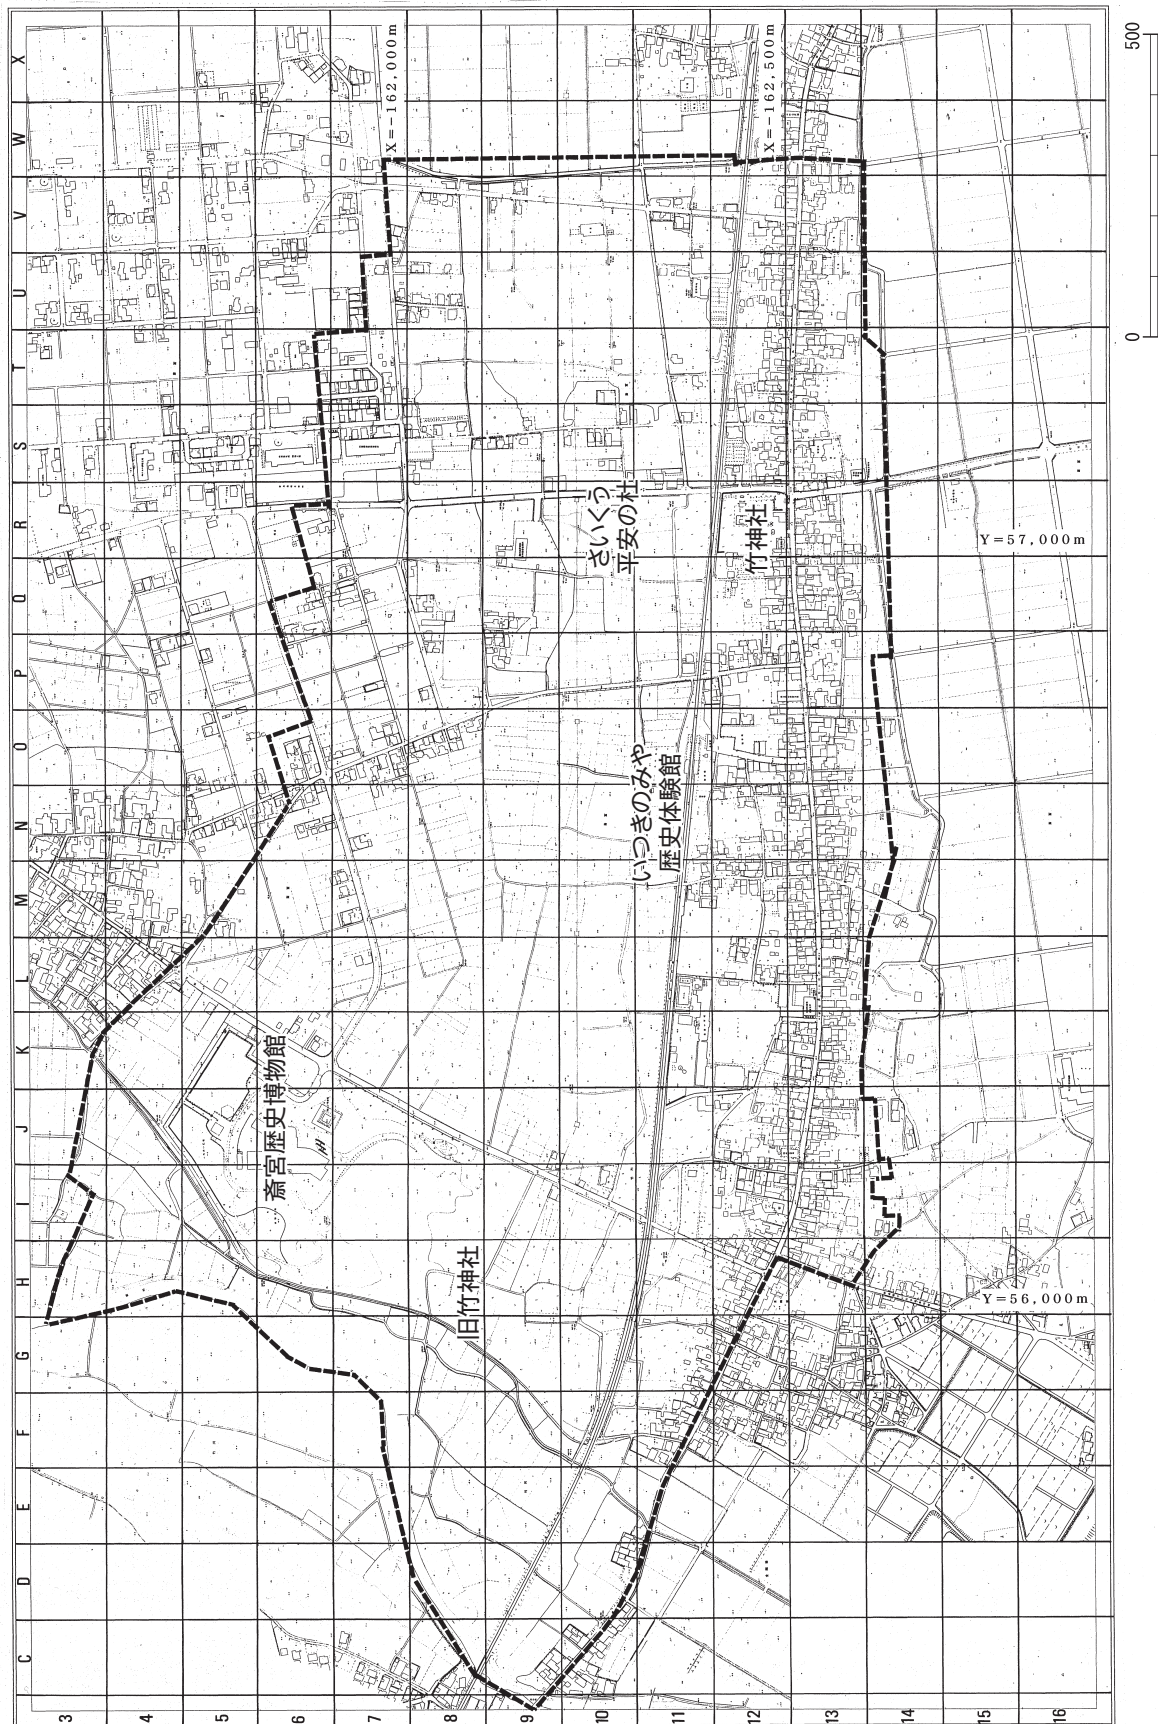 X
W
V
U
T
S
R
Q
P
O
N
M
L
K
J
I
H
G
F
E
D
C
3
4
5
6
7
8
9
10
11
12
13
14
15
16
X=-162,000m
X=-162,500m
Y=57,000m
Y=56,000m
さいくう
平安の杜
竹神社
いつきのみや
歴史体験館
斎宮歴史博物館
旧竹神社
0
500